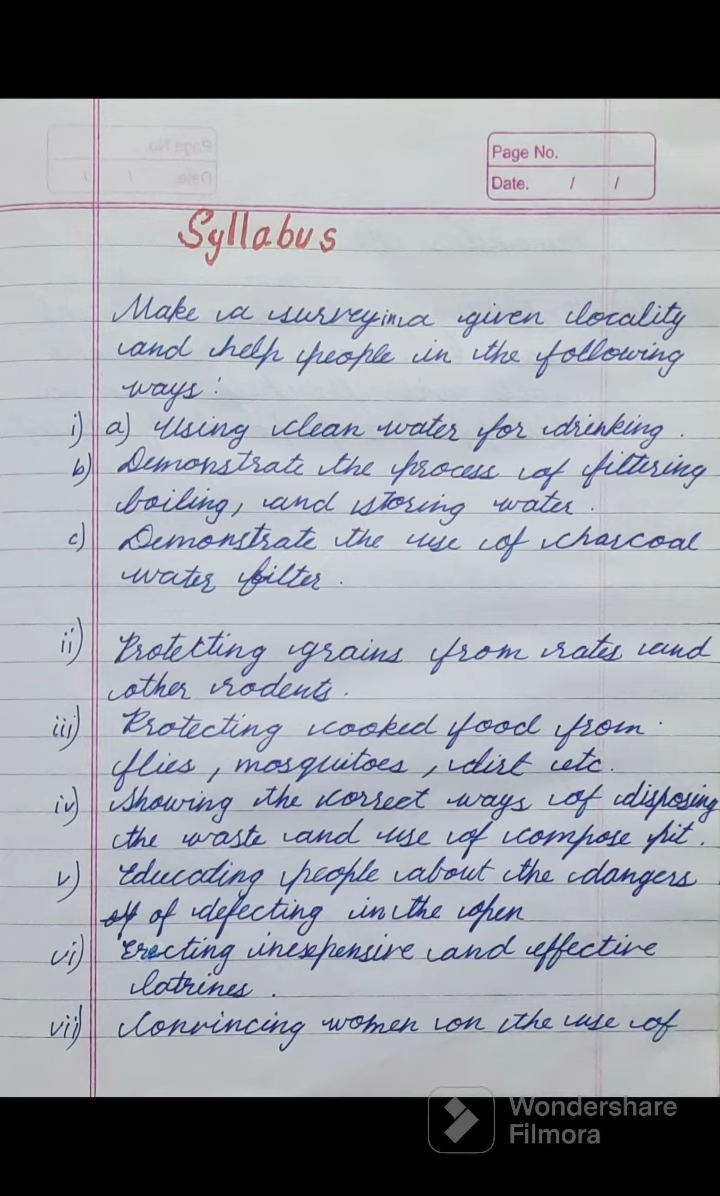 Page No.
Date. / /
Syllabus
Make a survey in a given locality
and help people in the following
ways :
i) a) Using clean water for drinking.
b) Demonstrate the process of filtering
boiling, and storing water.
c) Demonstrate the use of charcoal
water filter.
ii) Protecting grains from rates and
other rodents.
iii) Protecting cooked food from
flies, mosquitoes, dirt etc.
iv) Showing the correct ways of disposing
the waste and use of compose pit.
v) Educating people about the dangers
of of defecting in the open
vi) Erecting inexpensive and effective
latrines.
vii) Convincing women on the use of
Wondershare
Filmora